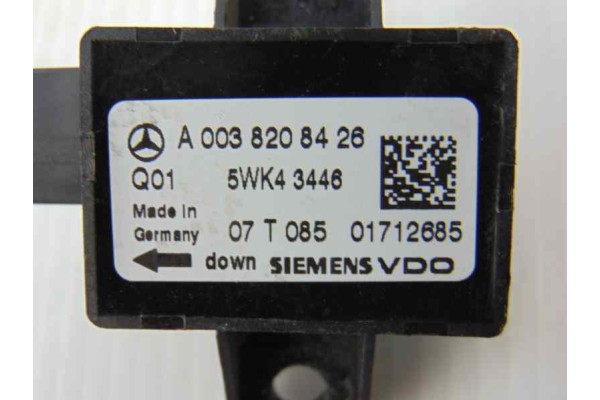 A 003 820 84 26
Q01 5WK4 3446
Made in
Germany 07 T 085 01712685
down SIEMENS VDO